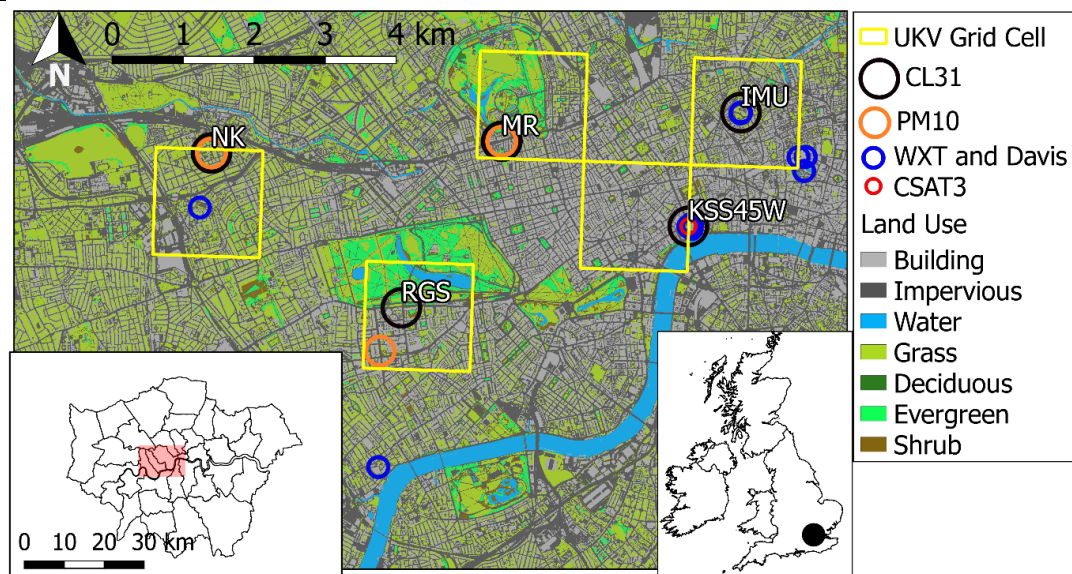 0 1 2 3 4 km
N
NK
MR
IMU
KSS45W
RGS
0 10 20 30 km
UKV Grid Cell
CL31
PM10
WXT and Davis
CSAT3
Land Use
Building
Impervious
Water
Grass
Deciduous
Evergreen
Shrub